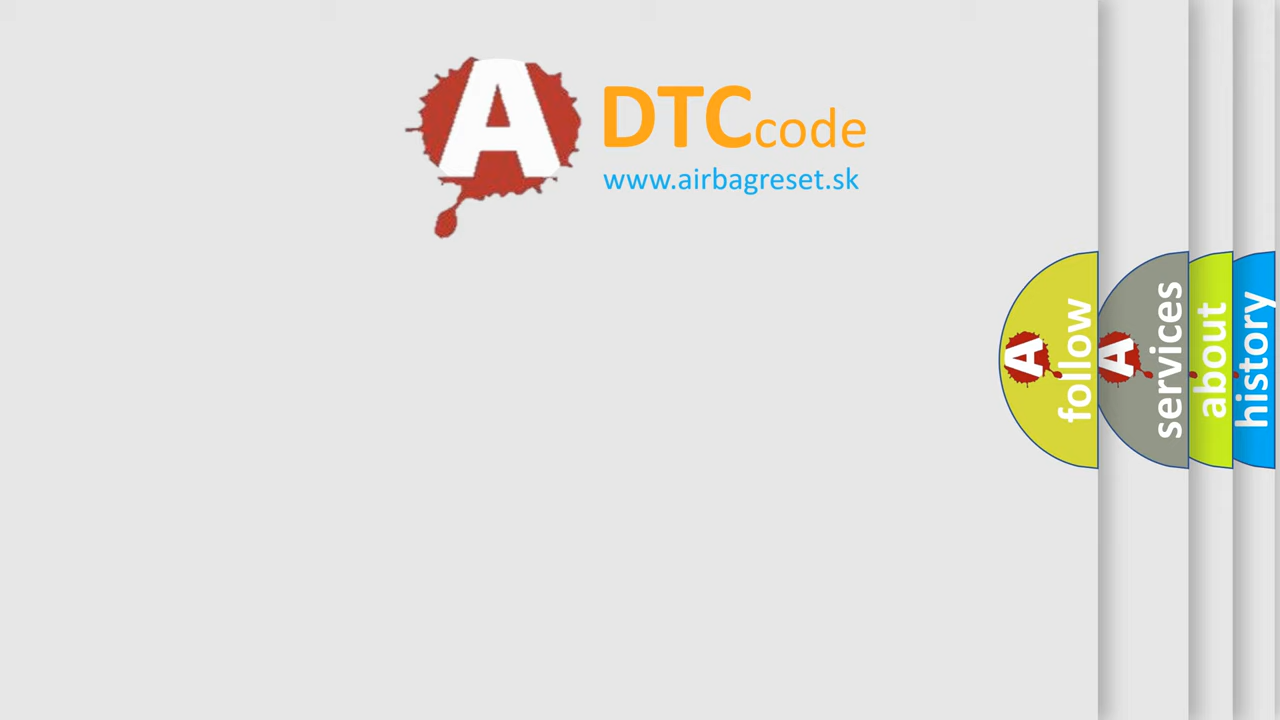 A
DTCcode
www.airbagreset.sk
A
follow
A
services
about
history